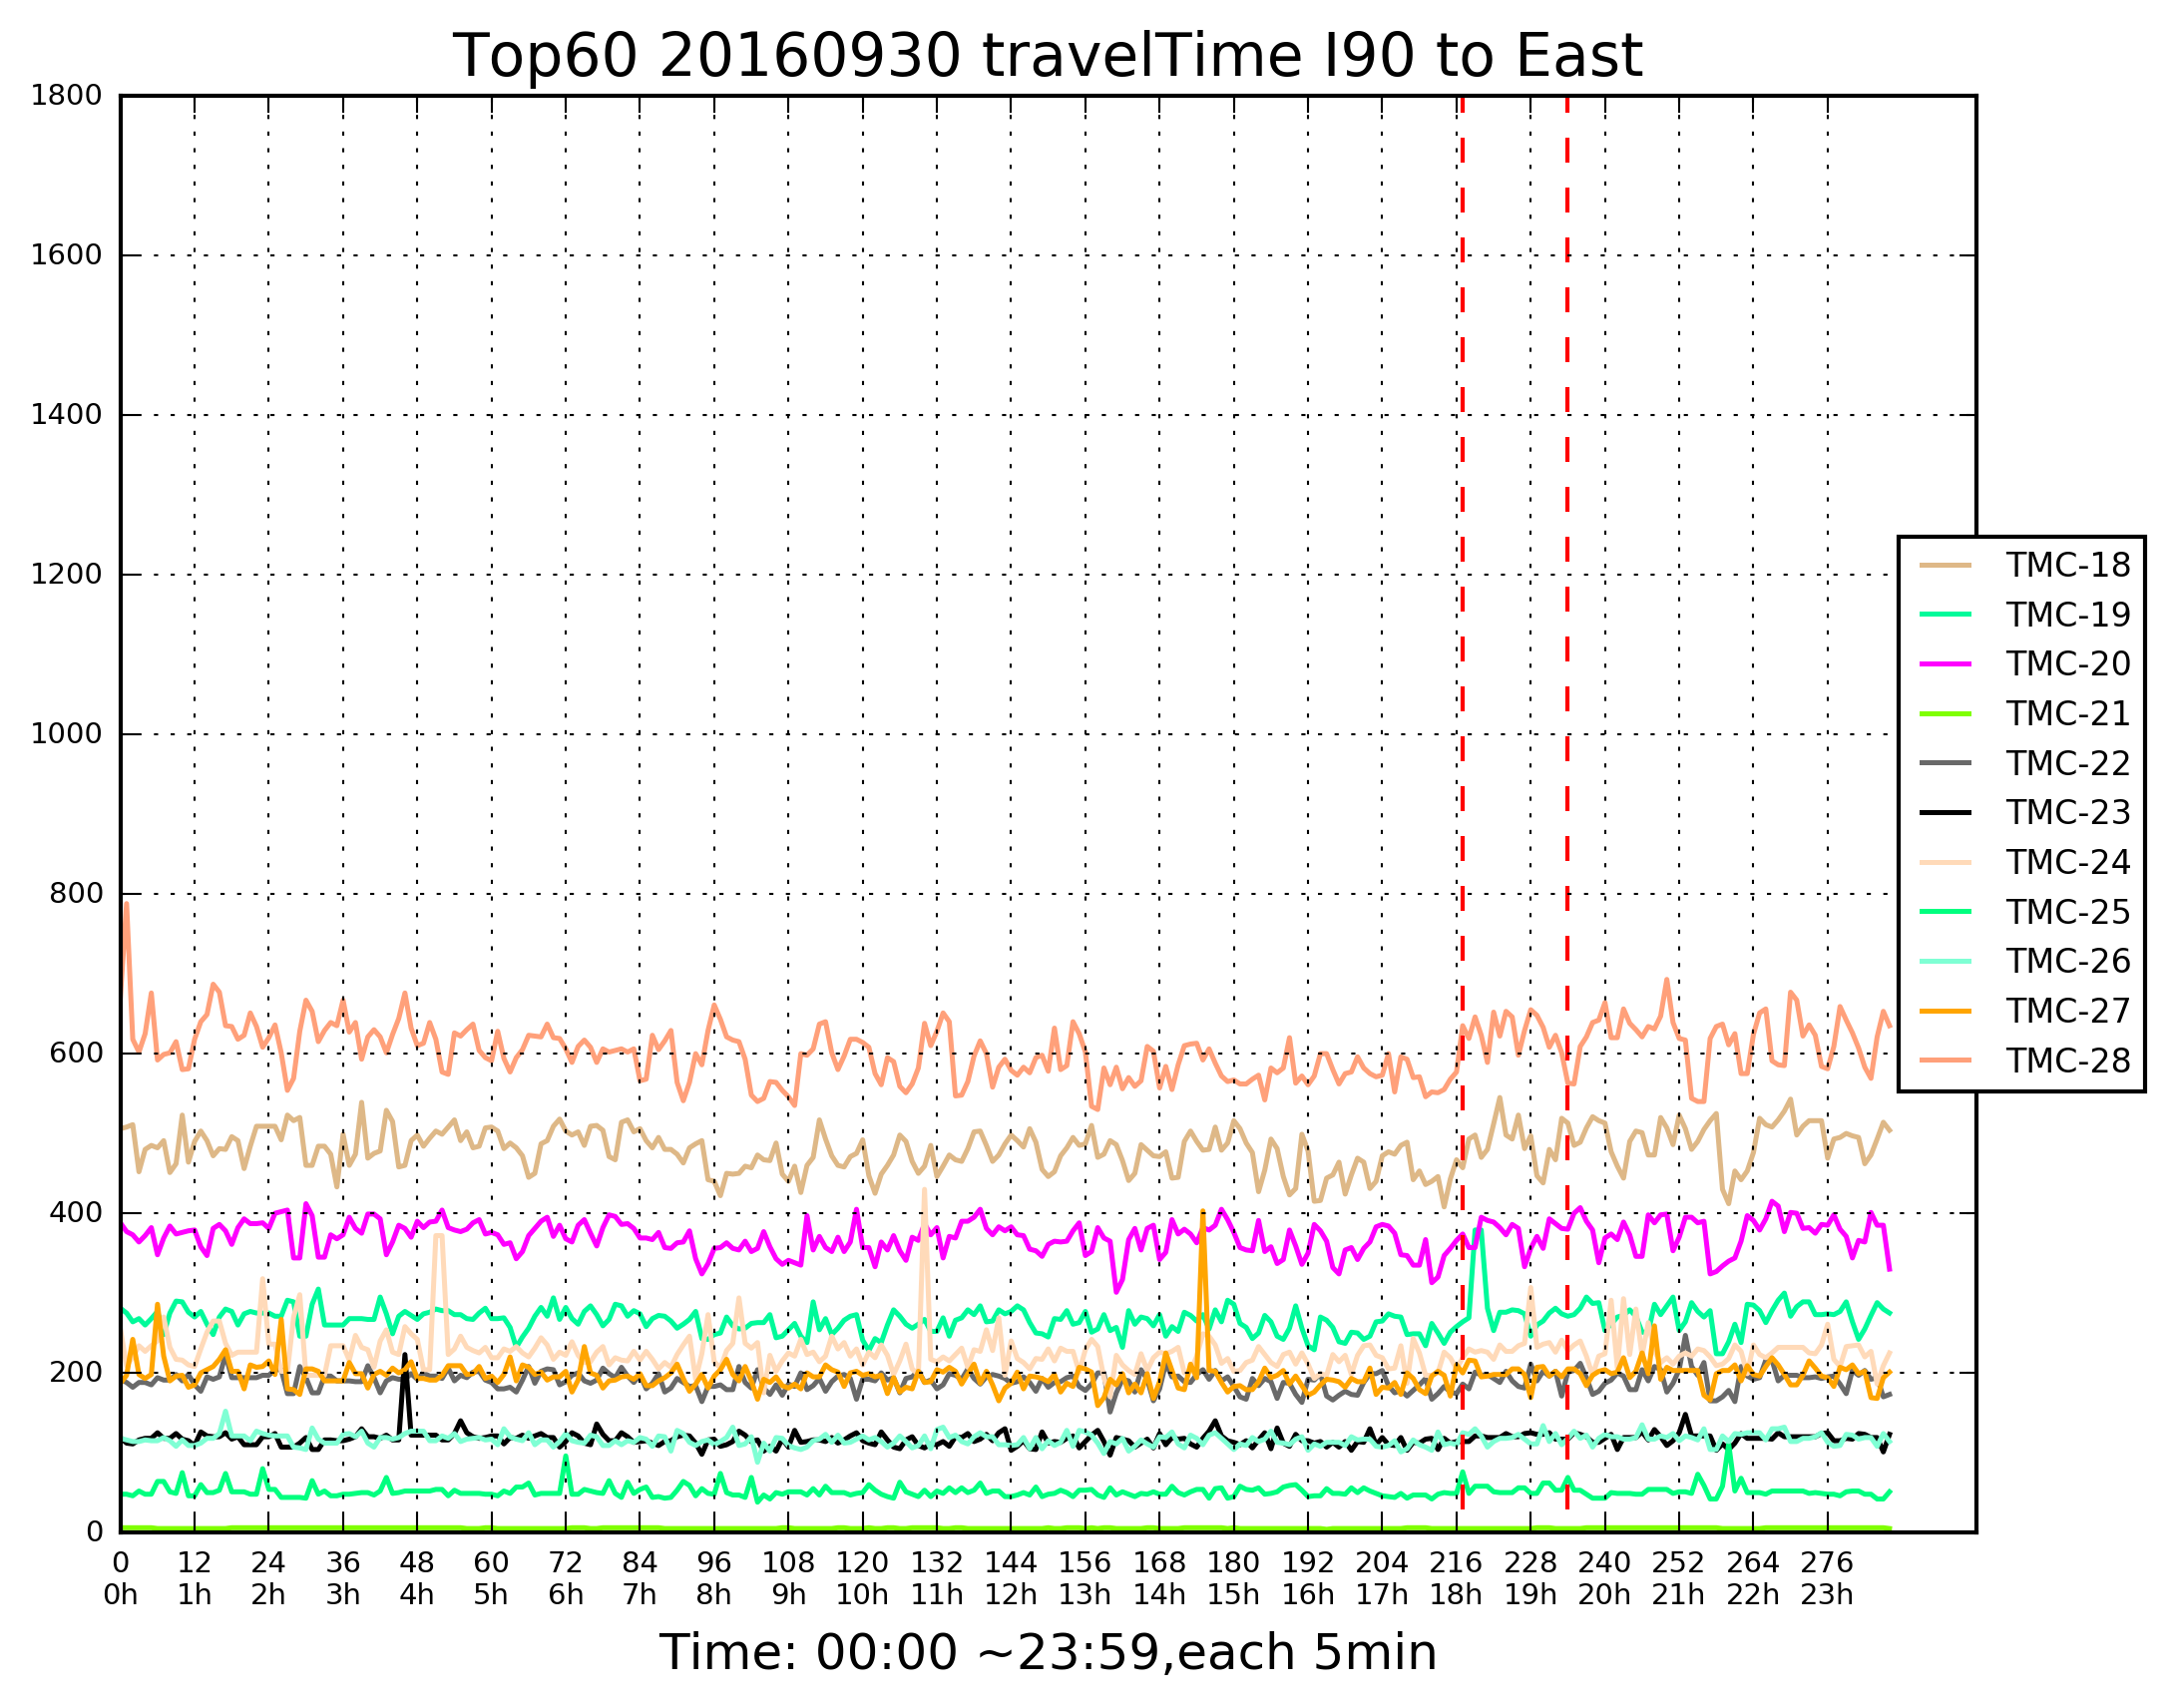 Top60 20160930 travelTime I90 to East
1800
1600
1400
1200
1000
800
600
400
200
0
TMC-18
TMC-19
TMC-20
TMC-21
TMC-22
TMC-23
TMC-24
TMC-25
TMC-26
TMC-27
TMC-28
0 12 24 36 48 60 72 84 96 108 120 132 144 156 168 180 192 204 216 228 240 252 264 276
0h 1h 2h 3h 4h 5h 6h 7h 8h 9h 10h 11h 12h 13h 14h 15h 16h 17h 18h 19h 20h 21h 22h 23h
Time: 00:00 ~23:59,each 5min